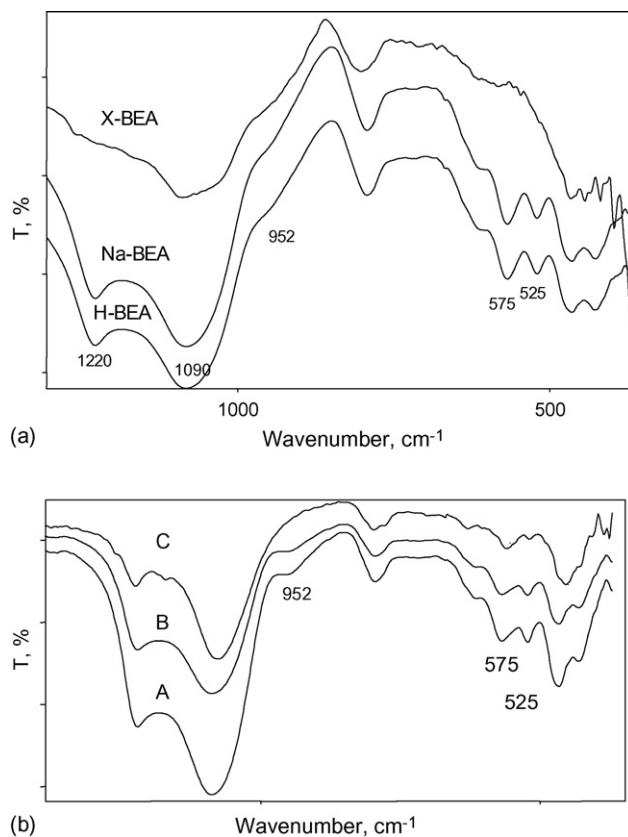 X-BEA
Na-BEA
H-BEA
T, %
952
575
525
1220
1090
1000
500
(a)
Wavenumber, cm-1
C
B
A
T, %
952
575
525
(b)
Wavenumber, cm-1